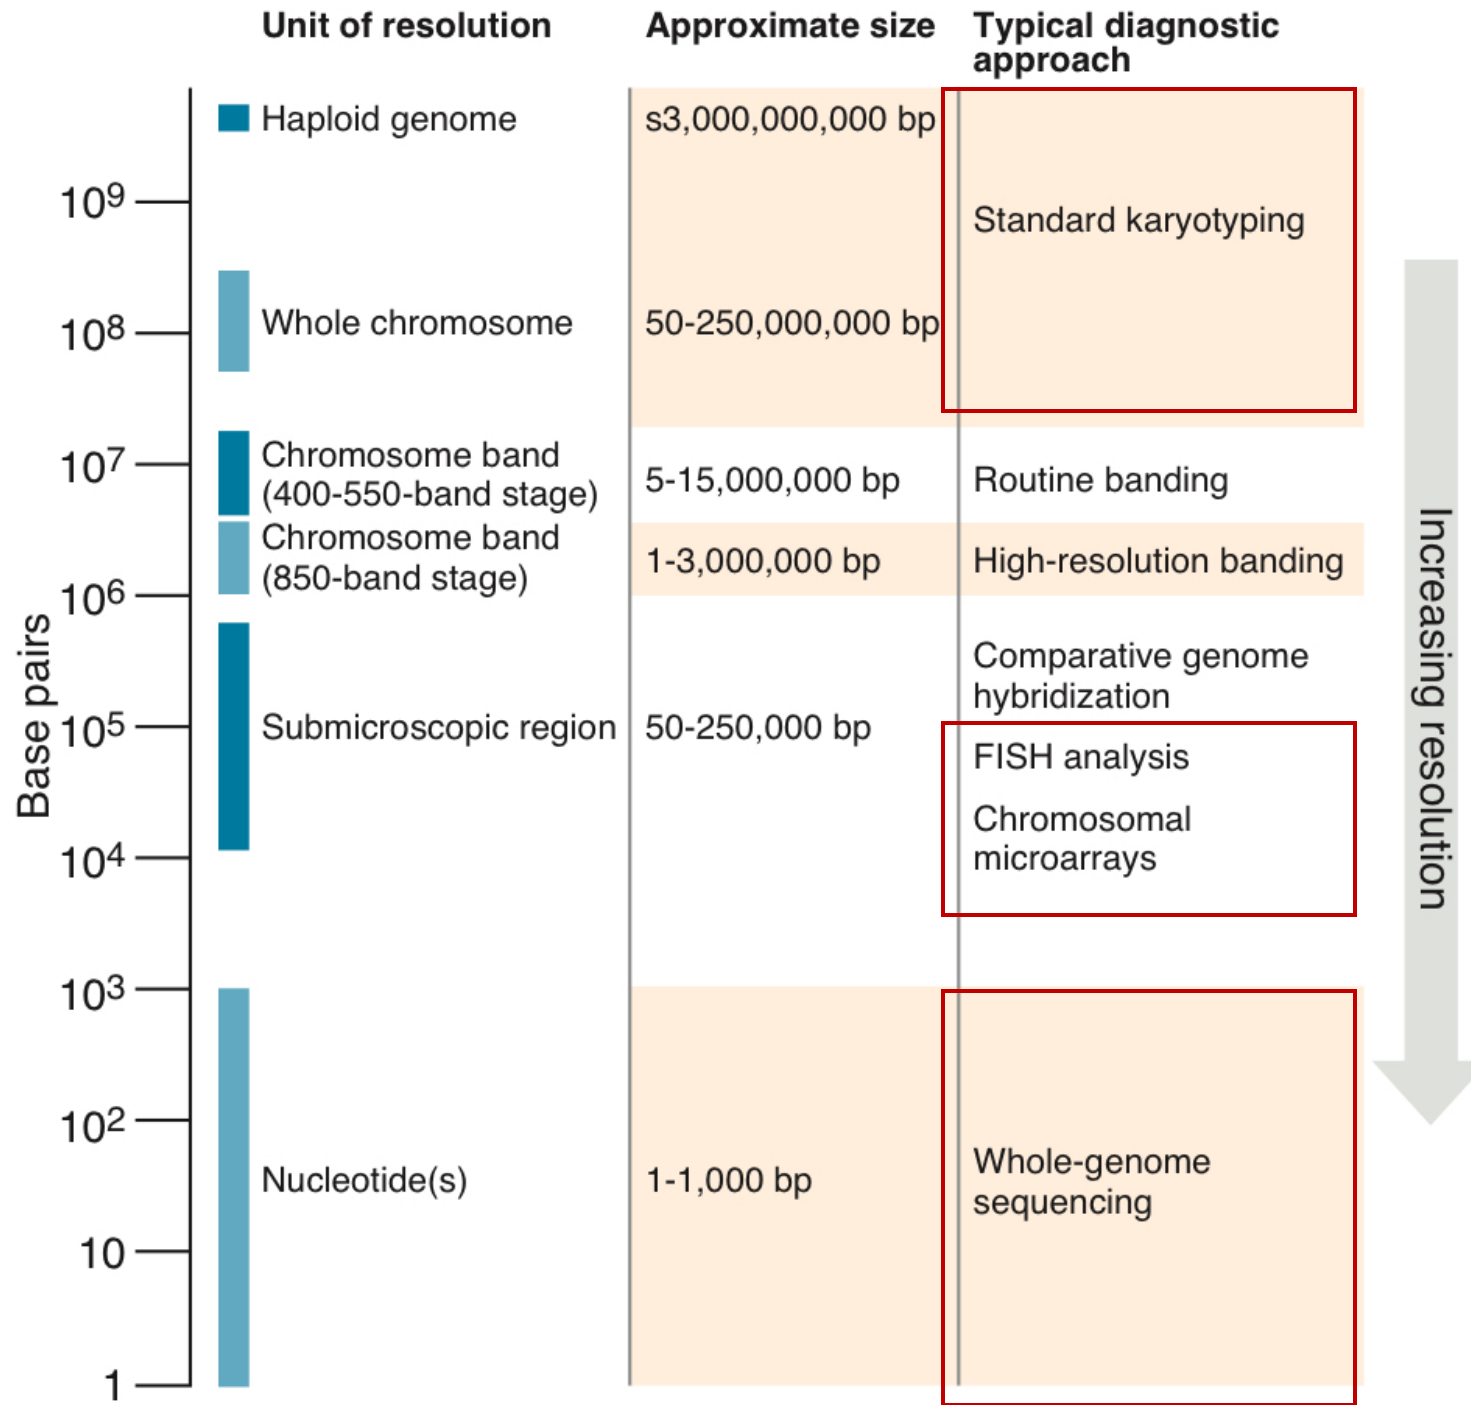 Unit of resolution
Approximate size
Typical diagnostic
approach
Haploid genome
s3,000,000,000 bp
10⁹
Standard karyotyping
Whole chromosome
50-250,000,000 bp
10⁸
Chromosome band
(400-550-band stage)
5-15,000,000 bp
Routine banding
10⁷
Chromosome band
(850-band stage)
1-3,000,000 bp
High-resolution banding
10⁶
Comparative genome
hybridization
Submicroscopic region
50-250,000 bp
10⁵
FISH analysis
Chromosomal
microarrays
10⁴
10³
10²
Nucleotide(s)
1-1,000 bp
Whole-genome
sequencing
10
1
Base pairs
Increasing resolution